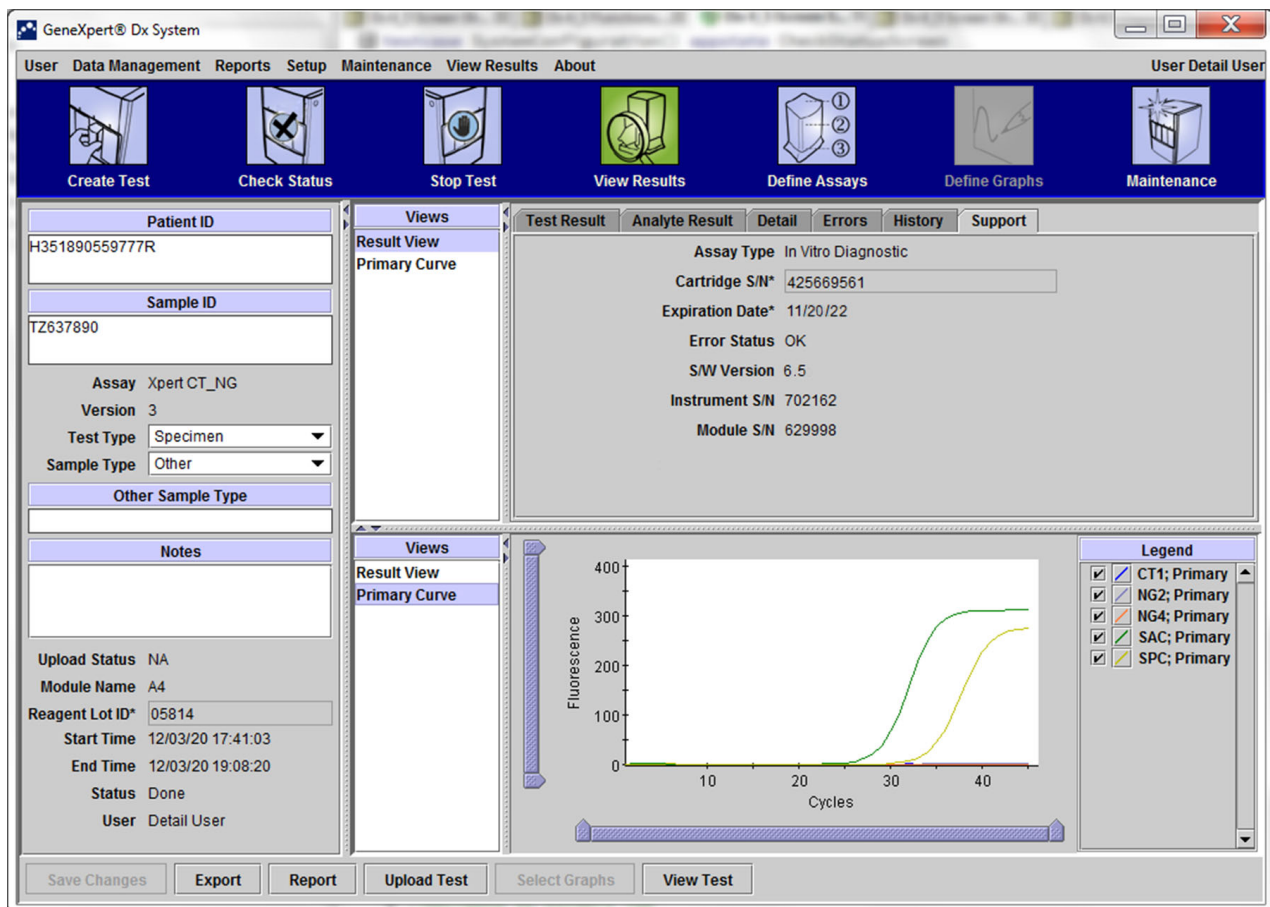 GeneXpert® Dx System
User Data Management Reports Setup Maintenance View Results About User Detail User
Create Test Check Status Stop Test View Results Define Assays Define Graphs Maintenance
① ② ③
Patient ID
H351890559777R
Sample ID
TZ637890
Assay Xpert CT_NG
Version 3
Test Type Specimen
Sample Type Other
Other Sample Type
Notes
Upload Status NA
Module Name A4
Reagent Lot ID* 05814
Start Time 12/03/20 17:41:03
End Time 12/03/20 19:08:20
Status Done
User Detail User
Views
Result View
Primary Curve
Test Result Analyte Result Detail Errors History Support
Assay Type In Vitro Diagnostic
Cartridge S/N* 425669561
Expiration Date* 11/20/22
Error Status OK
S/W Version 6.5
Instrument S/N 702162
Module S/N 629998
Views
Result View
Primary Curve
400
300
200
100
0
Fluorescence
10 20 30 40
Cycles
Legend
CT1; Primary
NG2; Primary
NG4; Primary
SAC; Primary
SPC; Primary
Save Changes Export Report Upload Test Select Graphs View Test